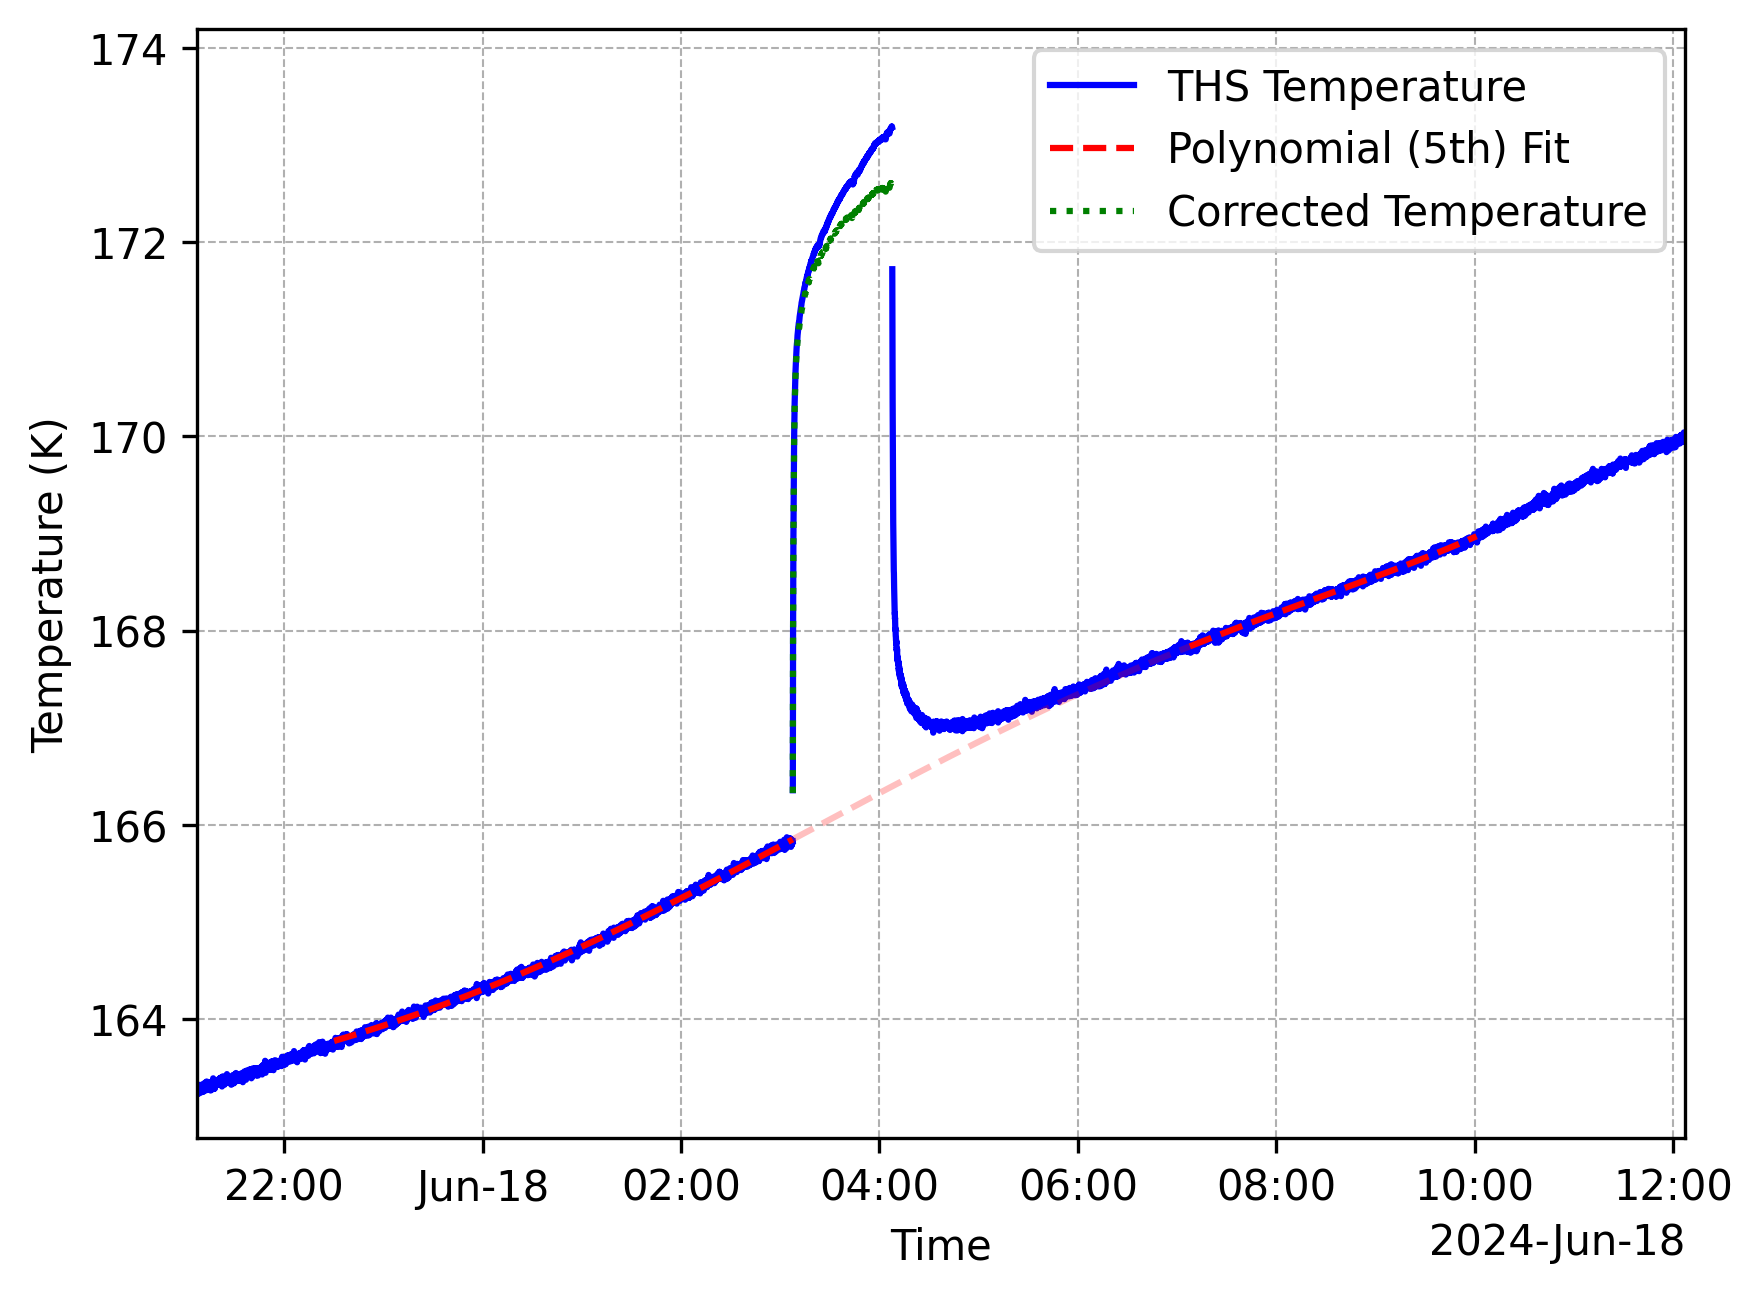 174
172
170
168
166
164
Temperature (K)
THS Temperature
Polynomial (5th) Fit
Corrected Temperature
22:00 Jun-18 02:00 04:00 06:00 08:00 10:00 12:00
Time
2024-Jun-18